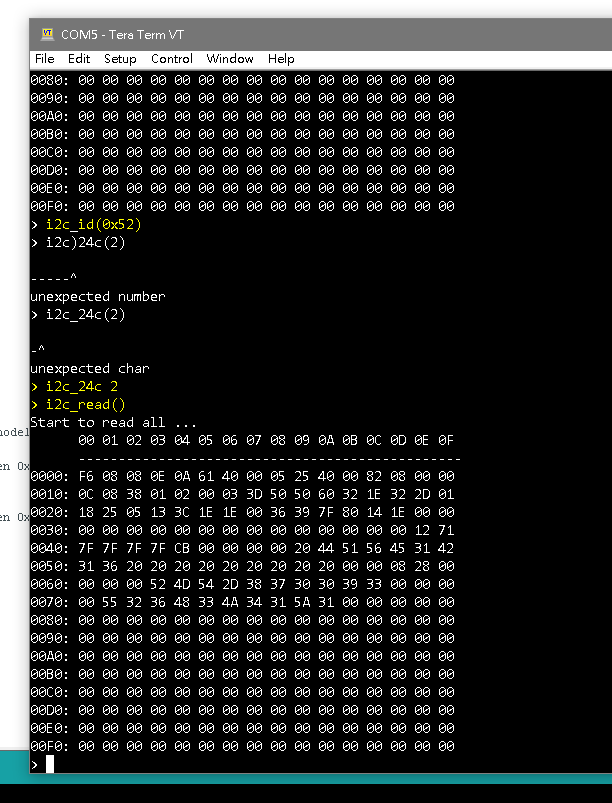 COM5 - Tera Term VT
File Edit Setup Control Window Help
0080: 00 00 00 00 00 00 00 00 00 00 00 00 00 00 00 00
0090: 00 00 00 00 00 00 00 00 00 00 00 00 00 00 00 00
00A0: 00 00 00 00 00 00 00 00 00 00 00 00 00 00 00 00
00B0: 00 00 00 00 00 00 00 00 00 00 00 00 00 00 00 00
00C0: 00 00 00 00 00 00 00 00 00 00 00 00 00 00 00 00
00D0: 00 00 00 00 00 00 00 00 00 00 00 00 00 00 00 00
00E0: 00 00 00 00 00 00 00 00 00 00 00 00 00 00 00 00
00F0: 00 00 00 00 00 00 00 00 00 00 00 00 00 00 00 00
> i2c_id(0x52)
> i2c)24c(2)
-----^
unexpected number
> i2c_24c(2)
-^
unexpected char
> i2c_24c 2
> i2c_read()
Start to read all ...
00 01 02 03 04 05 06 07 08 09 0A 0B 0C 0D 0E 0F
-----------------------------------------------
0000: F6 08 08 0E 0A 61 40 00 05 25 40 00 82 08 00 00
0010: 0C 08 38 01 02 00 03 3D 50 50 60 32 1E 32 2D 01
0020: 18 25 05 13 3C 1E 1E 00 36 39 7F 80 14 1E 00 00
0030: 00 00 00 00 00 00 00 00 00 00 00 00 00 00 12 71
0040: 7F 7F 7F 7F CB 00 00 00 00 20 44 51 56 45 31 42
0050: 31 36 20 20 20 20 20 20 20 20 20 00 00 08 28 00
0060: 00 00 00 52 4D 54 2D 38 37 30 30 39 33 00 00 00
0070: 00 55 32 36 48 33 4A 34 31 5A 31 00 00 00 00 00
0080: 00 00 00 00 00 00 00 00 00 00 00 00 00 00 00 00
0090: 00 00 00 00 00 00 00 00 00 00 00 00 00 00 00 00
00A0: 00 00 00 00 00 00 00 00 00 00 00 00 00 00 00 00
00B0: 00 00 00 00 00 00 00 00 00 00 00 00 00 00 00 00
00C0: 00 00 00 00 00 00 00 00 00 00 00 00 00 00 00 00
00D0: 00 00 00 00 00 00 00 00 00 00 00 00 00 00 00 00
00E0: 00 00 00 00 00 00 00 00 00 00 00 00 00 00 00 00
00F0: 00 00 00 00 00 00 00 00 00 00 00 00 00 00 00 00
>